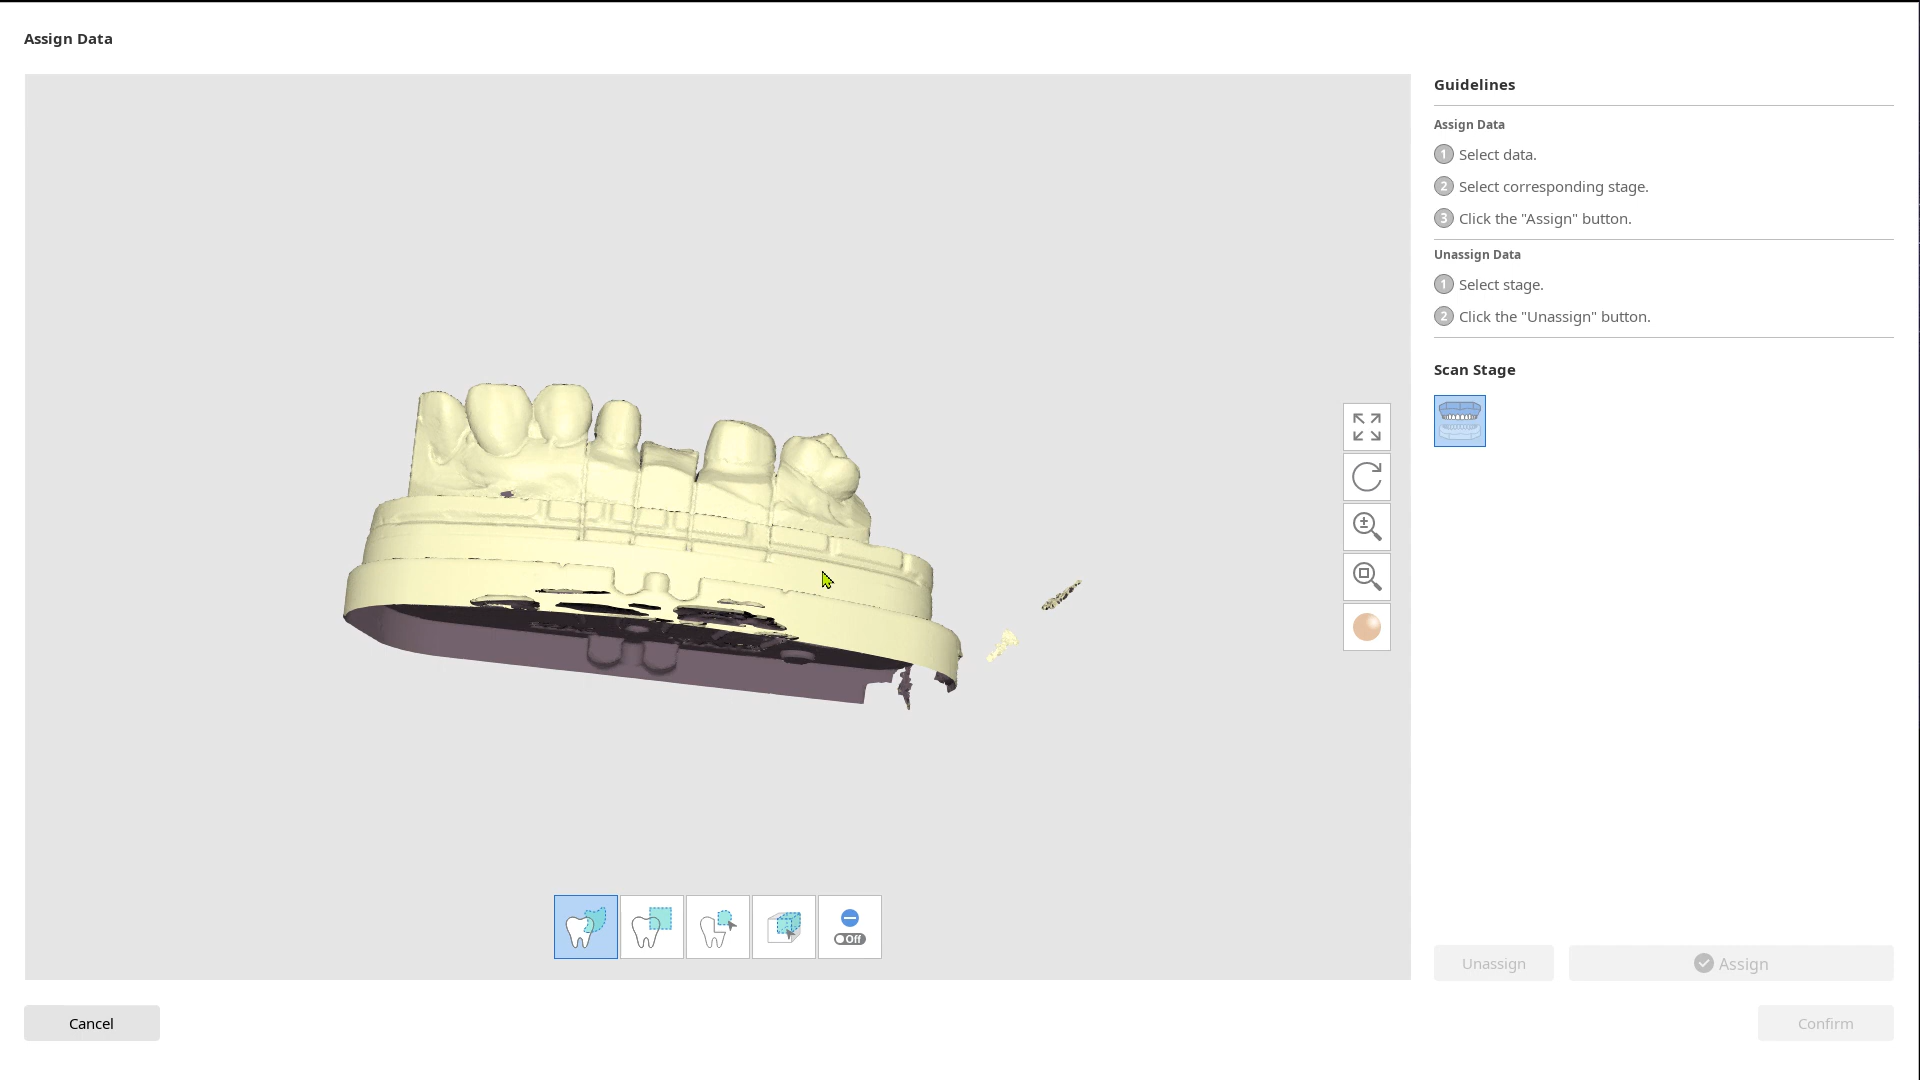 Assign Data
Guidelines
Assign Data
1 Select data.
2 Select corresponding stage.
3 Click the "Assign" button.
Unassign Data
1 Select stage.
2 Click the "Unassign" button.
Scan Stage
Off
Unassign
Assign
Cancel
Confirm